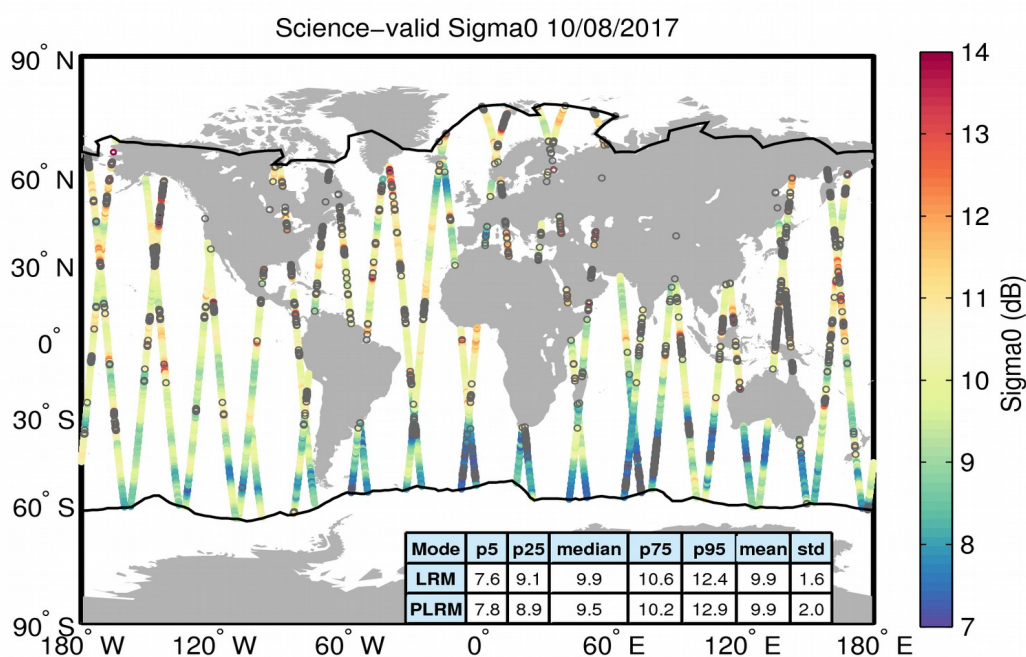 Science−valid Sigma0 10/08/2017
90° N
60° N
30° N
0°
30° S
60° S
90° S
180° W
120° W
60° W
0°
60° E
120° E
180° E
14
13
12
11
10
9
8
7
Sigma0 (dB)
Mode p5 p25 median p75 p95 mean std
LRM 7.6 9.1 9.9 10.6 12.4 9.9 1.6
PLRM 7.8 8.9 9.5 10.2 12.9 9.9 2.0